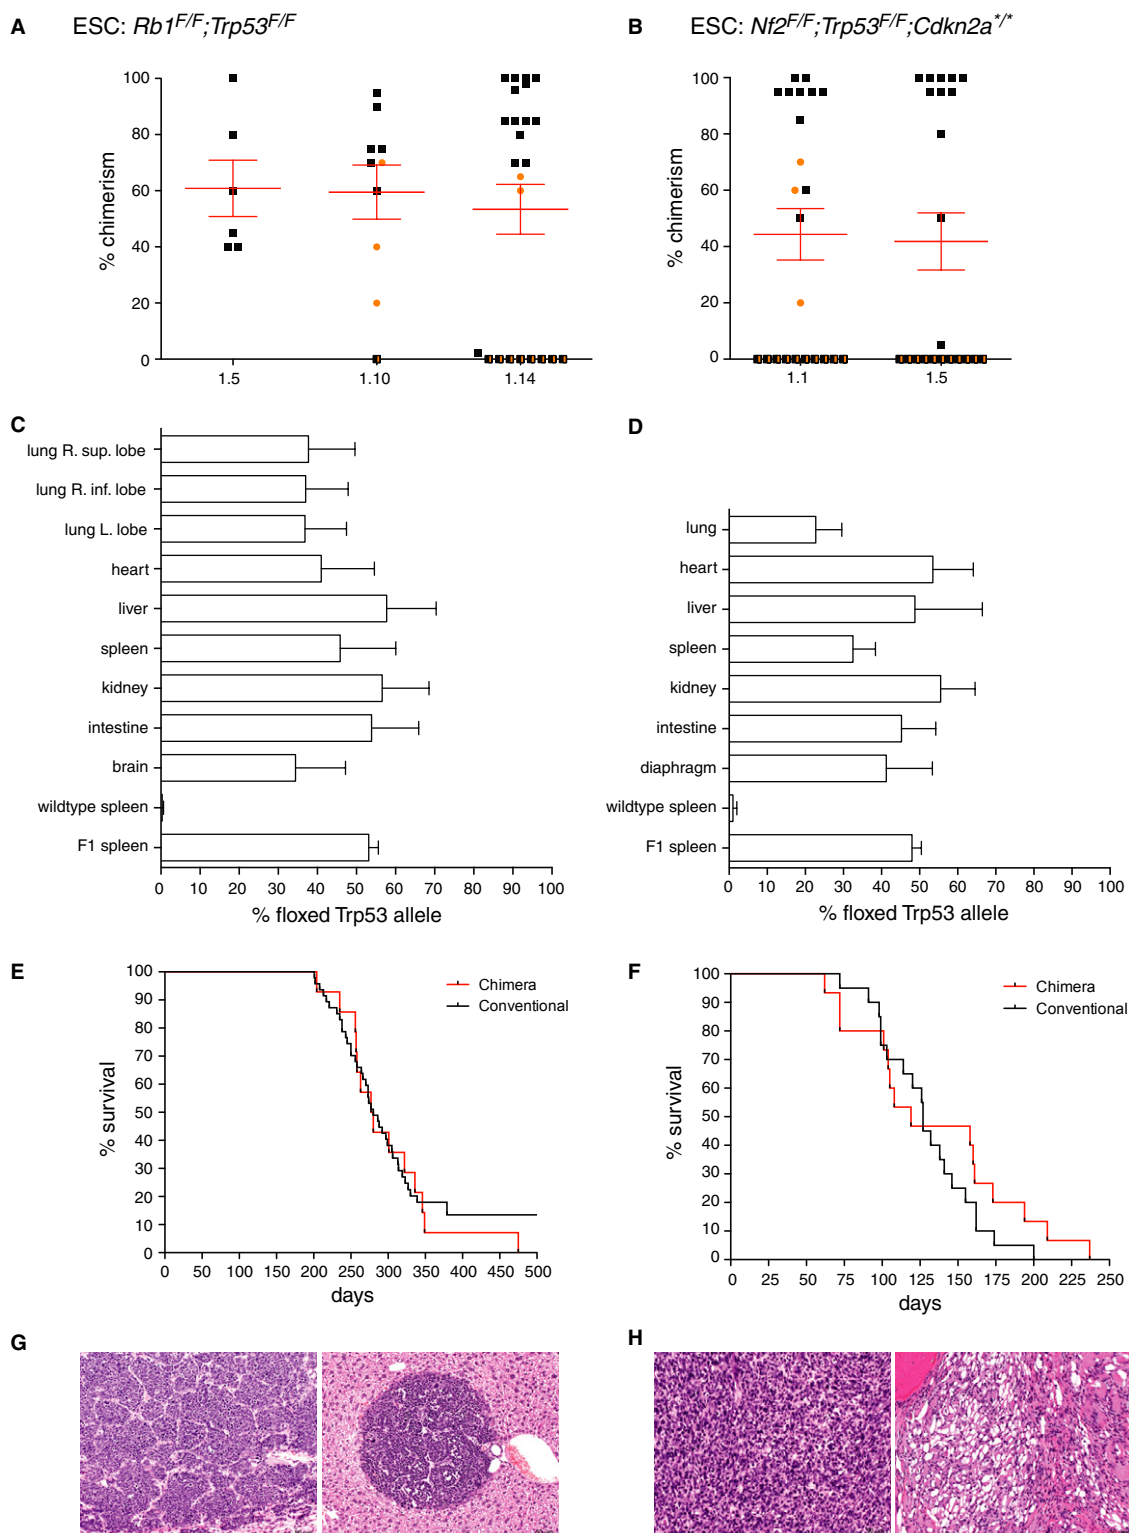 A ESC: Rb1F/F;Trp53F/F
B ESC: Nf2F/F;Trp53F/F;Cdkn2a*/*
% chimerism
100
80
60
40
20
0
1.5 1.10 1.14
% chimerism
100
80
60
40
20
0
1.1 1.5
C
lung R. sup. lobe
lung R. inf. lobe
lung L. lobe
heart
liver
spleen
kidney
intestine
brain
wildtype spleen
F1 spleen
0 10 20 30 40 50 60 70 80 90 100
% floxed Trp53 allele
D
lung
heart
liver
spleen
kidney
intestine
diaphragm
wildtype spleen
F1 spleen
0 10 20 30 40 50 60 70 80 90 100
% floxed Trp53 allele
E
% survival
100
90
80
70
60
50
40
30
20
10
0
Chimera
Conventional
0 50 100 150 200 250 300 350 400 450 500
days
F
% survival
100
90
80
70
60
50
40
30
20
10
0
Chimera
Conventional
0 25 50 75 100 125 150 175 200 225 250
days
G
H